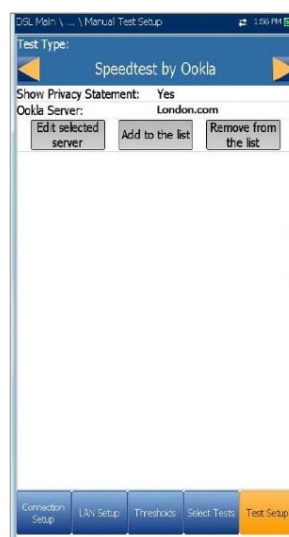 DSL Main \ ... \ Manual Test Setup 1:56 PM
Test Type:
Speedtest by Ookla
Show Privacy Statement: Yes
Ookla Server: London.com
Edit selected server
Add to the list
Remove from the list
Connection Setup
LAN Setup
Thresholds
Select Tests
Test Setup